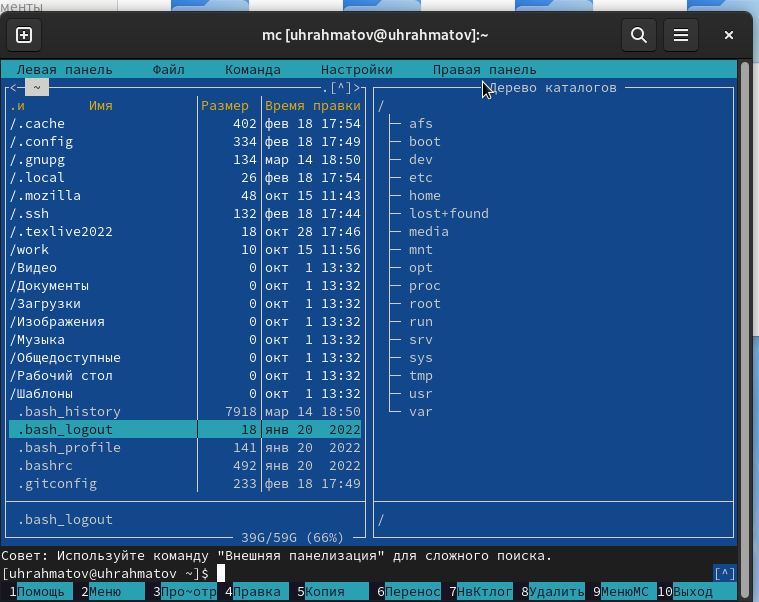 менты
mc [uhrahmatov@uhrahmatov]:~
Левая панель Файл Команда Настройки Правая панель
<─ ~ .[^]> Дерево каталогов
.и Имя Размер Время правки /
/.cache 402 фев 18 17:54 afs
/.config 334 фев 18 17:49 boot
/.gnupg 134 мар 14 18:50 dev
/.local 26 фев 18 17:54 etc
/.mozilla 48 окт 15 11:43 home
/.ssh 132 фев 18 17:44 lost+found
/.texlive2022 18 окт 28 17:46 media
/work 10 окт 15 11:56 mnt
/Видео 0 окт 1 13:32 opt
/Документы 0 окт 1 13:32 proc
/Загрузки 0 окт 1 13:32 root
/Изображения 0 окт 1 13:32 run
/Музыка 0 окт 1 13:32 srv
/Общедоступные 0 окт 1 13:32 sys
/Рабочий стол 0 окт 1 13:32 tmp
/Шаблоны 0 окт 1 13:32 usr
.bash_history 7918 мар 14 18:50 var
.bash_logout 18 янв 20 2022
.bash_profile 141 янв 20 2022
.bashrc 492 янв 20 2022
.gitconfig 233 фев 18 17:49
.bash_logout /
39G/59G (66%)
Совет: Используйте команду "Внешняя панелизация" для сложного поиска.
[uhrahmatov@uhrahmatov ~]$ [^]
1Помощь 2Меню 3Про~отр 4Правка 5Копия 6Перенос 7НвКтлог 8Удалить 9МенюMC 10Выход